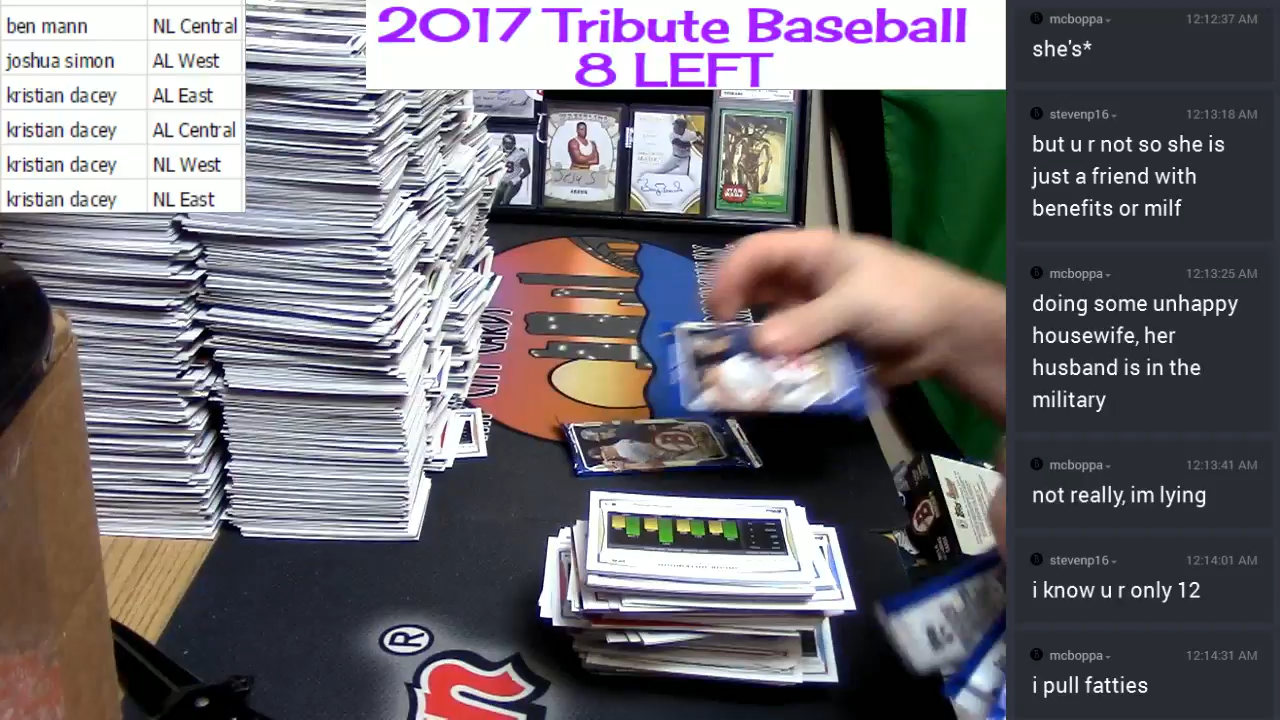 ben mann NL Central
joshua simon AL West
kristian dacey AL East
kristian dacey AL Central
kristian dacey NL West
kristian dacey NL East
2017 Tribute Baseball
8 LEFT
STAR WARS
mcboppa 12:12:37 AM
she's*
stevenp16 12:13:18 AM
but u r not so she is
just a friend with
benefits or milf
mcboppa 12:13:25 AM
doing some unhappy
housewife, her
husband is in the
military
mcboppa 12:13:41 AM
not really, im lying
stevenp16 12:14:01 AM
i know u r only 12
mcboppa 12:14:31 AM
i pull fatties